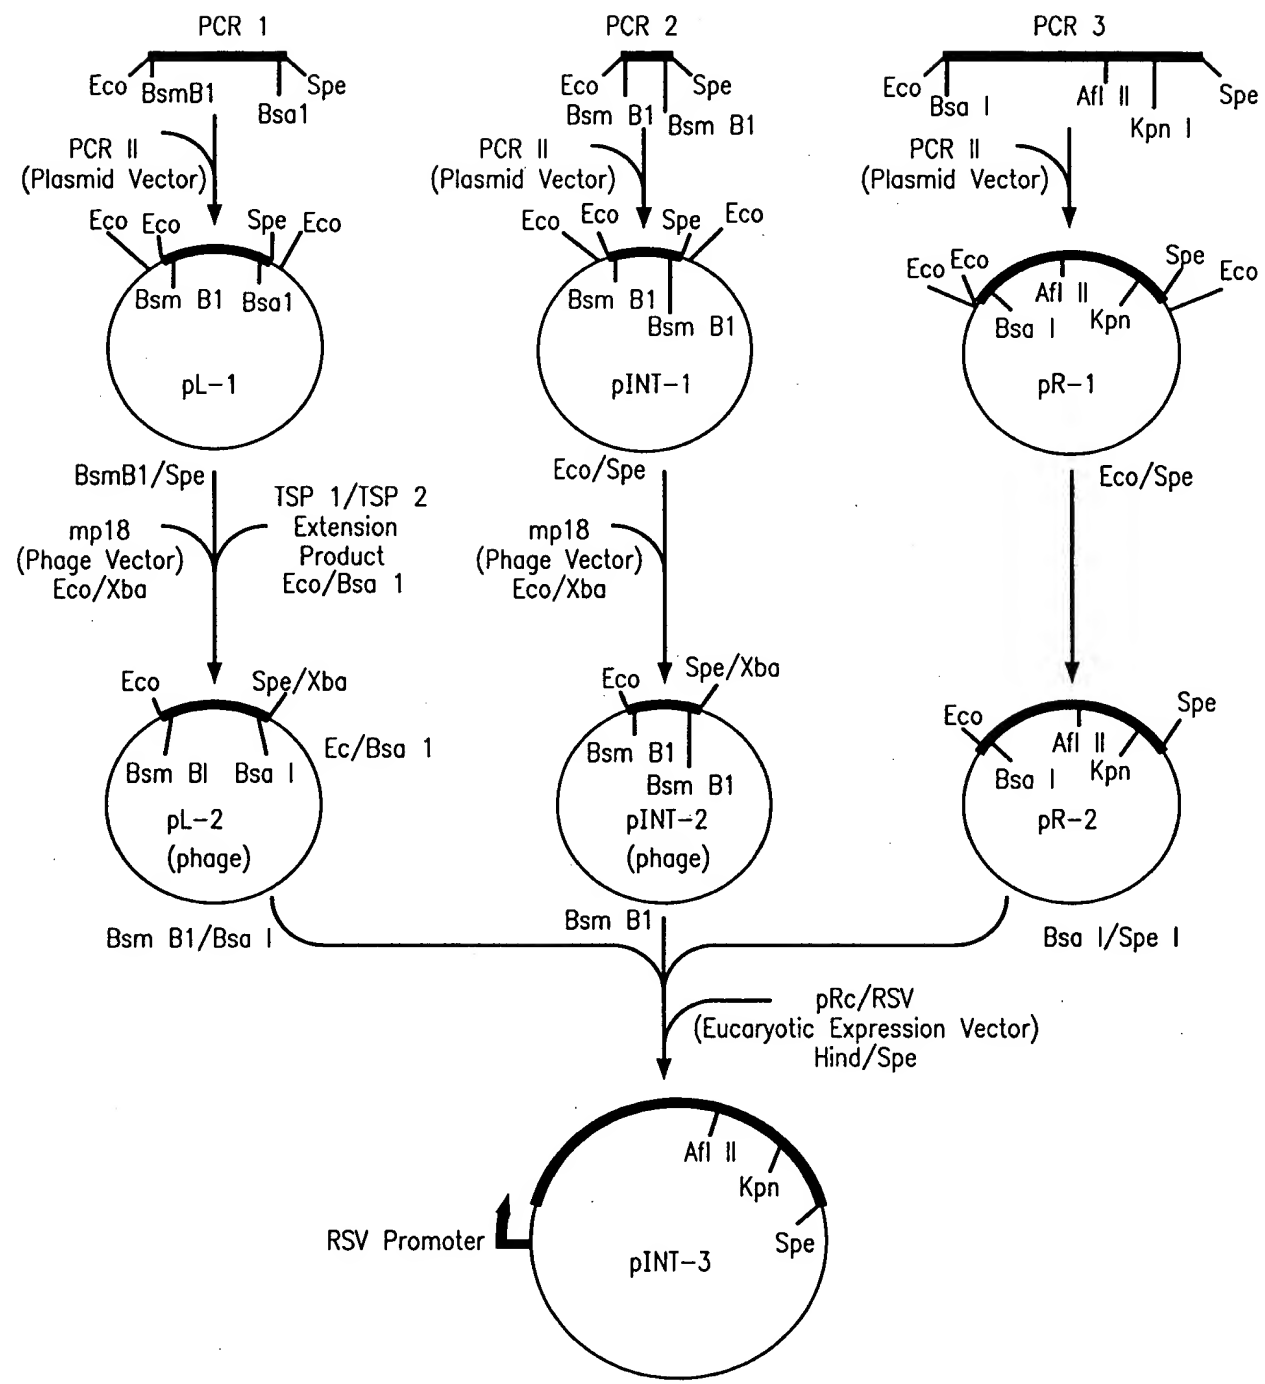 PCR 1
PCR 2
PCR 3
Eco
BsmB1
Bsa1
Spe
Eco
Bsm B1
Bsm B1
Spe
Eco
Bsa I
Afl II
Kpn I
Spe
PCR II
(Plasmid Vector)
PCR II
(Plasmid Vector)
PCR II
(Plasmid Vector)
Eco
Eco
Spe
Eco
Bsm B1
Bsa1
pL-1
Eco
Eco
Spe
Eco
Bsm B1
Bsm B1
pINT-1
Eco
Eco
Spe
Eco
Bsa I
Afl II
Kpn
pR-1
BsmB1/Spe
mp18
(Phage Vector)
Eco/Xba
TSP 1/TSP 2
Extension
Product
Eco/Bsa 1
Eco/Spe
mp18
(Phage Vector)
Eco/Xba
Eco/Spe
Eco
Spe/Xba
Bsm BI
Bsa I
pL-2
(phage)
Ec/Bsa 1
Eco
Spe/Xba
Bsm B1
Bsm B1
pINT-2
(phage)
Eco
Spe
Bsa I
Afl II
Kpn
pR-2
Bsm B1/Bsa I
Bsm B1
Bsa I/Spe I
pRc/RSV
(Eucaryotic Expression Vector)
Hind/Spe
Afl II
Kpn
Spe
RSV Promoter
pINT-3